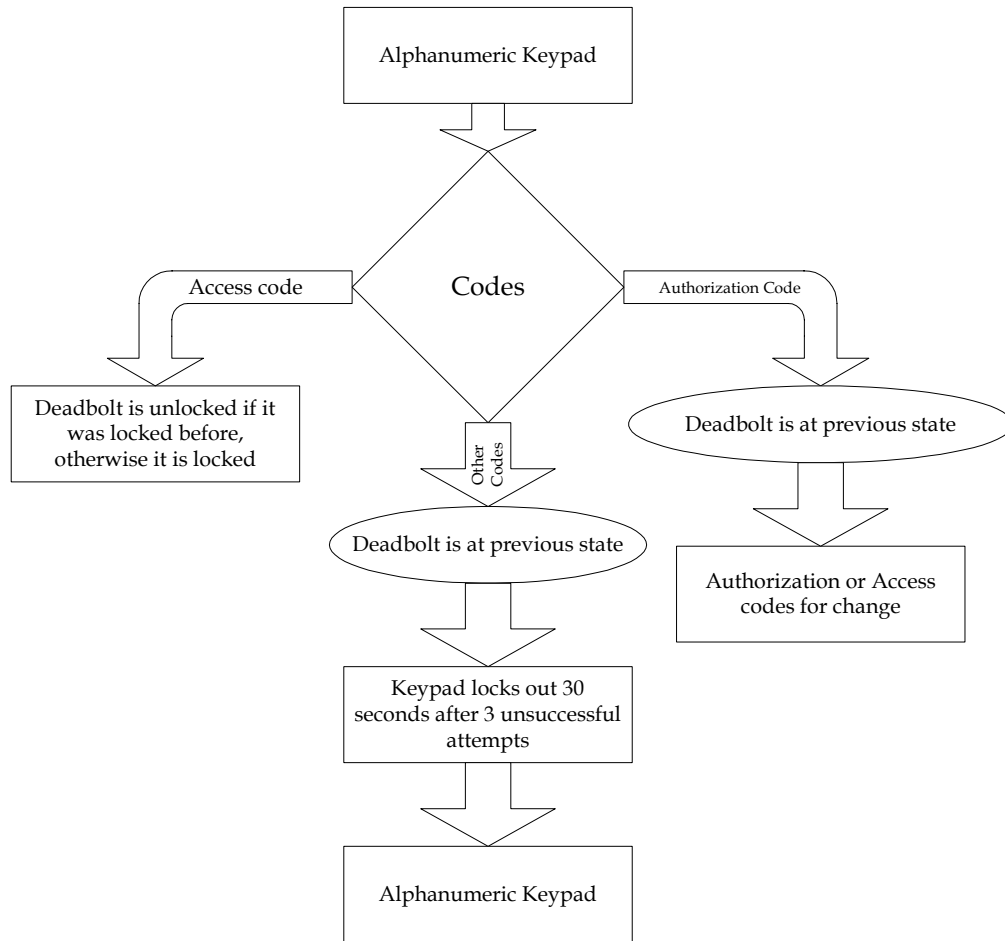 Alphanumeric Keypad
Codes
Access code
Authorization Code
Deadbolt is unlocked if it
was locked before,
otherwise it is locked
Other
Codes
Deadbolt is at previous state
Deadbolt is at previous state
Authorization or Access
codes for change
Keypad locks out 30
seconds after 3 unsuccessful
attempts
Alphanumeric Keypad